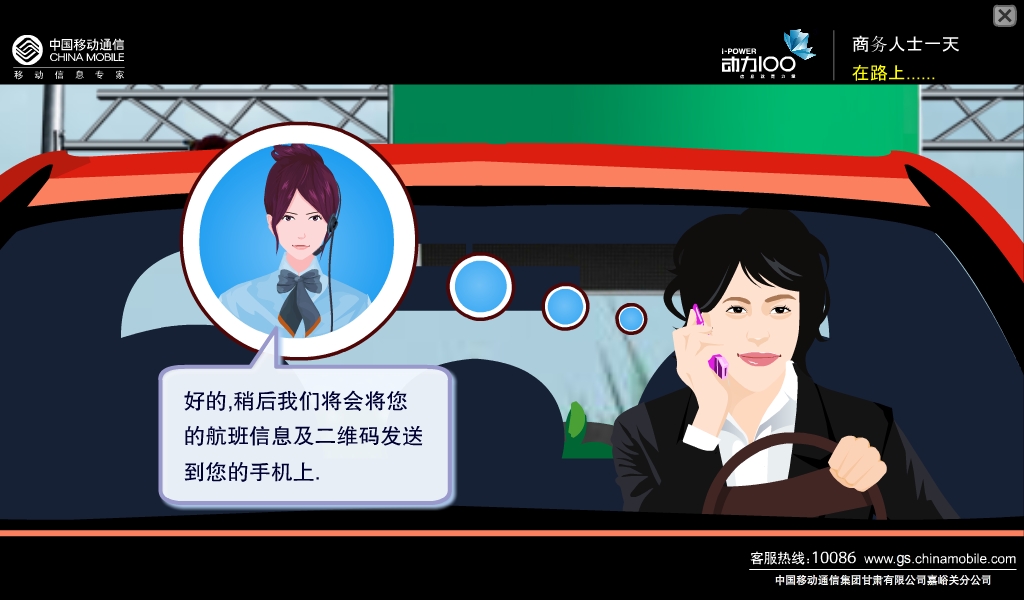 中国移动通信
CHINA MOBILE
移动信息专家
i-POWER
动力100
商务人士一天
在路上......
好的,稍后我们将会将您
的航班信息及二维码发送
到您的手机上.
客服热线:10086 www.gs.chinamobile.com
中国移动通信集团甘肃有限公司嘉峪关分公司